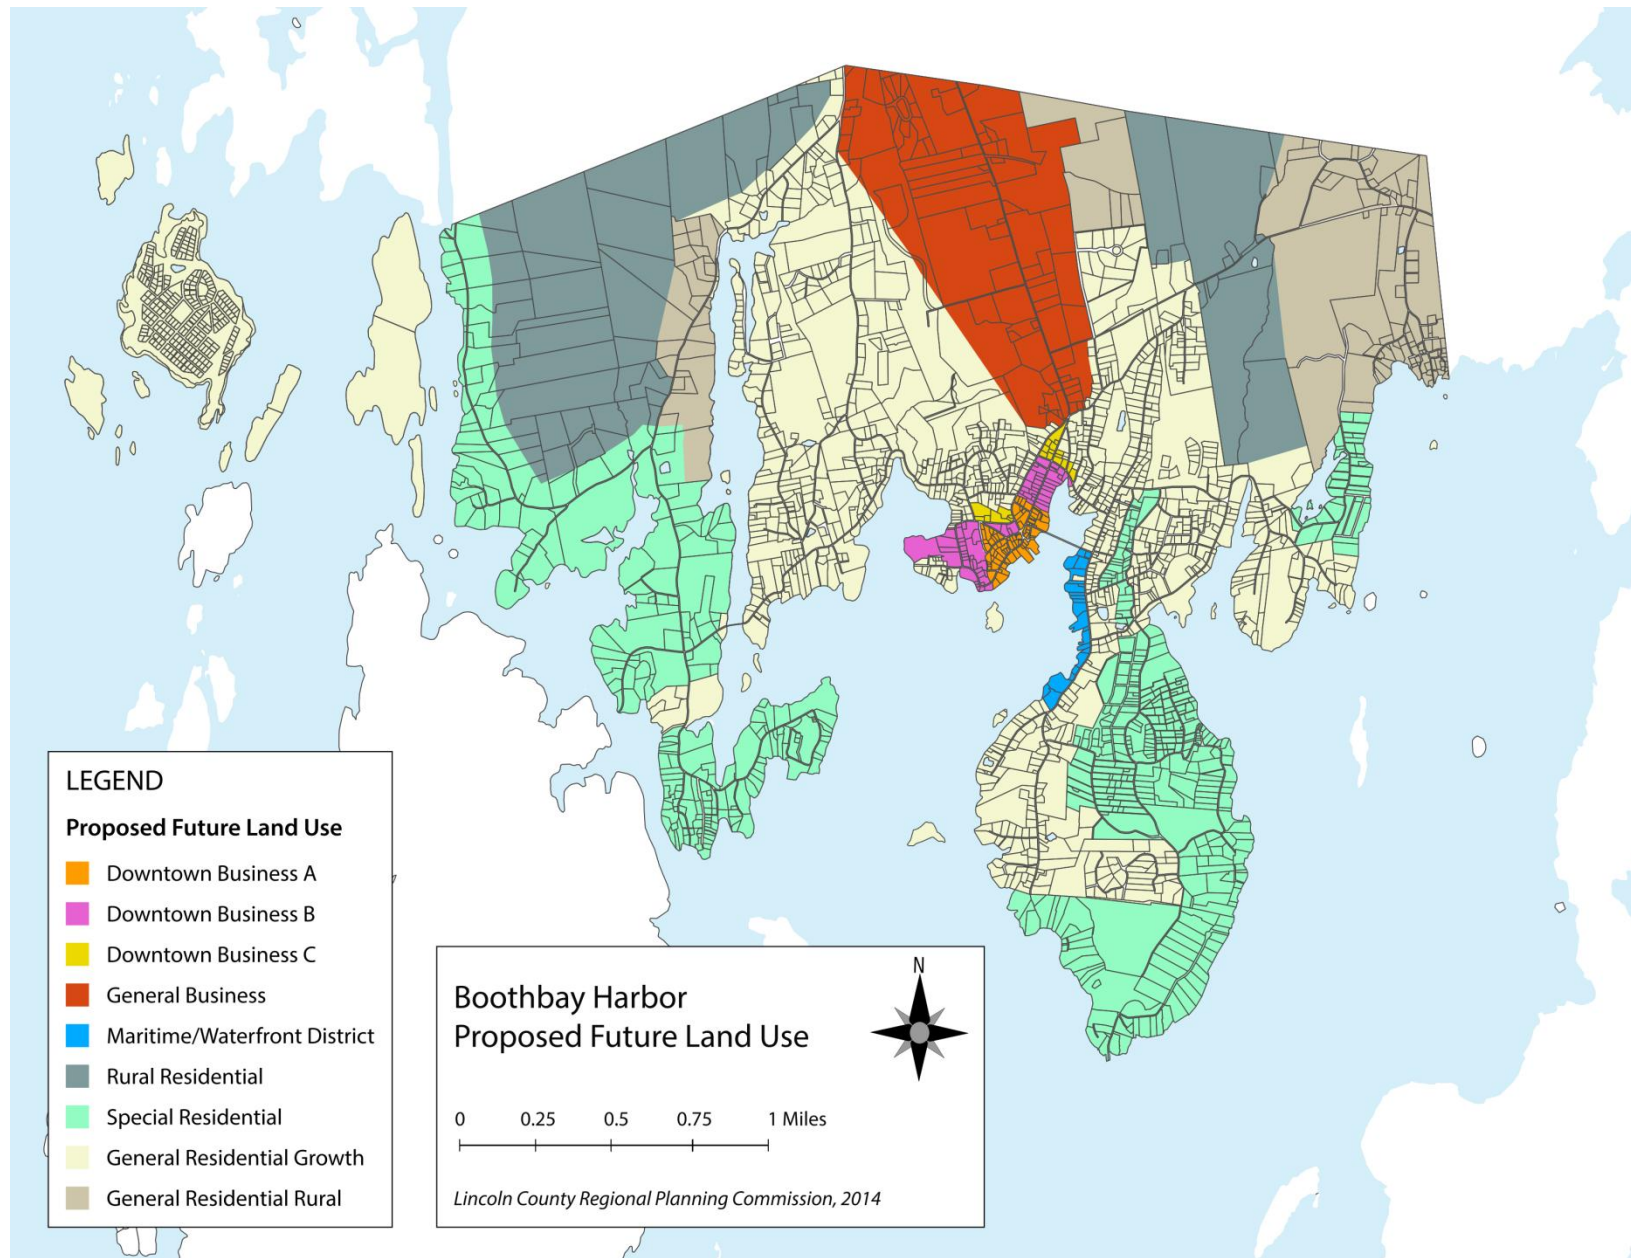 LEGEND
Proposed Future Land Use
Downtown Business A
Downtown Business B
Downtown Business C
General Business
Maritime/Waterfront District
Rural Residential
Special Residential
General Residential Growth
General Residential Rural
N
Boothbay Harbor
Proposed Future Land Use
0 0.25 0.5 0.75 1 Miles
Lincoln County Regional Planning Commission, 2014